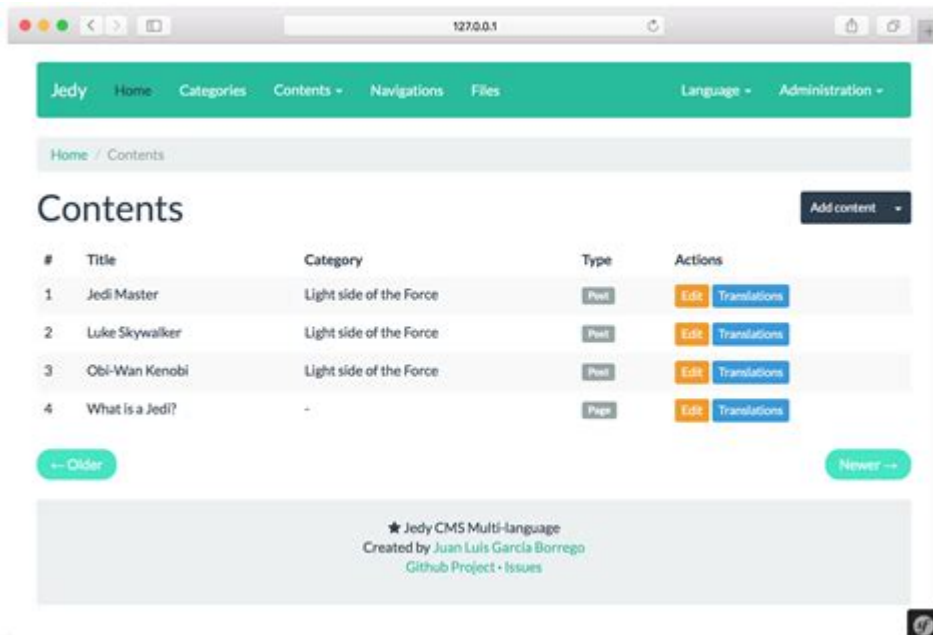 127.0.0.1
Jedy Home Categories Contents Navigations Files Language Administration
Home / Contents
Contents
Add content
# Title Category Type Actions
1 Jedi Master Light side of the Force Post Edit Translations
2 Luke Skywalker Light side of the Force Post Edit Translations
3 Obi-Wan Kenobi Light side of the Force Post Edit Translations
4 What is a Jedi? - Page Edit Translations
← Older Newer →
★ Jedy CMS Multi-language
Created by Juan Luis García Borrego
Github Project • Issues